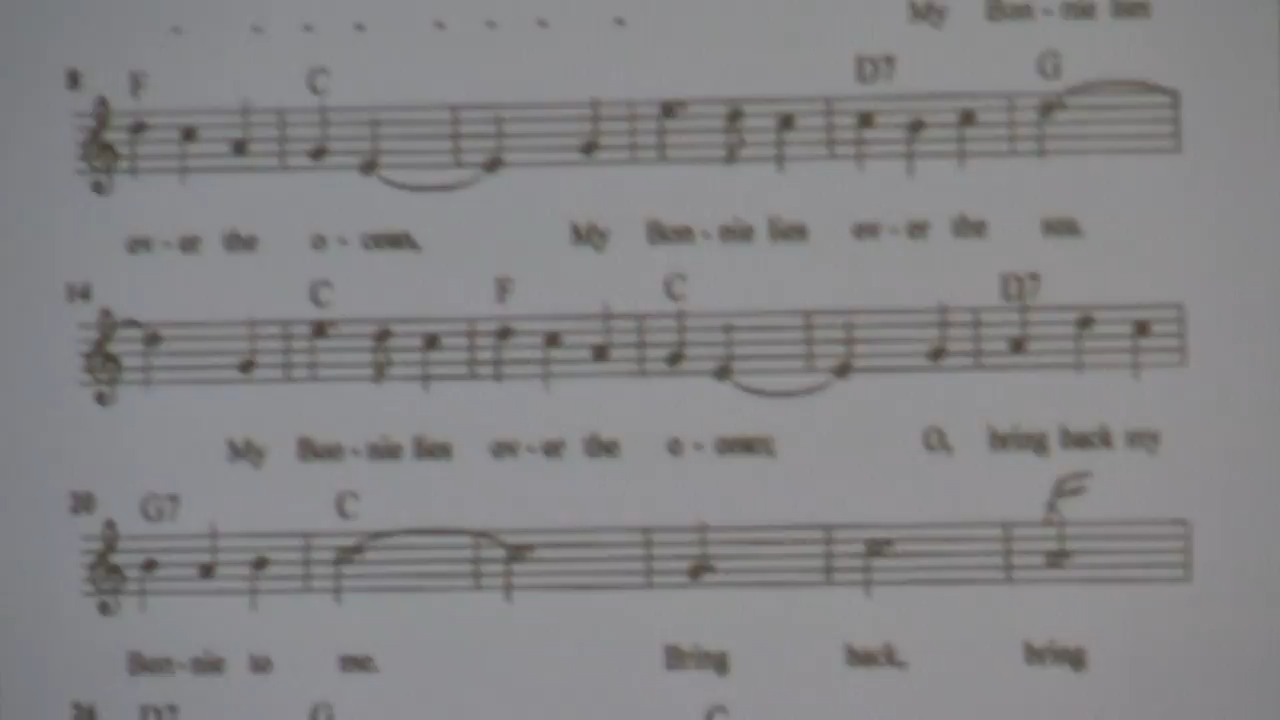 My Bon - nie lies
8 F C D7 G
ov - er the o - cean, My Bon - nie lies ov - er the sea.
14 C F C D7
My Bon - nie lies ov - er the o - cean; O, bring back my
20 G7 C F
Bon - nie to me. Bring back, bring
26 D7 G C